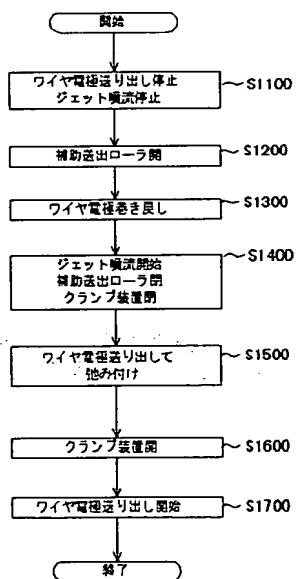 開始
ワイヤ電極送り出し停止
ジェット噴流停止
S1100
補助送出ローラ開
S1200
ワイヤ電極巻き戻し
S1300
ジェット噴流開始
補助送出ローラ閉
クランプ装置閉
S1400
ワイヤ電極送り出して
弛み付け
S1500
クランプ装置開
S1600
ワイヤ電極送り出し開始
S1700
終了